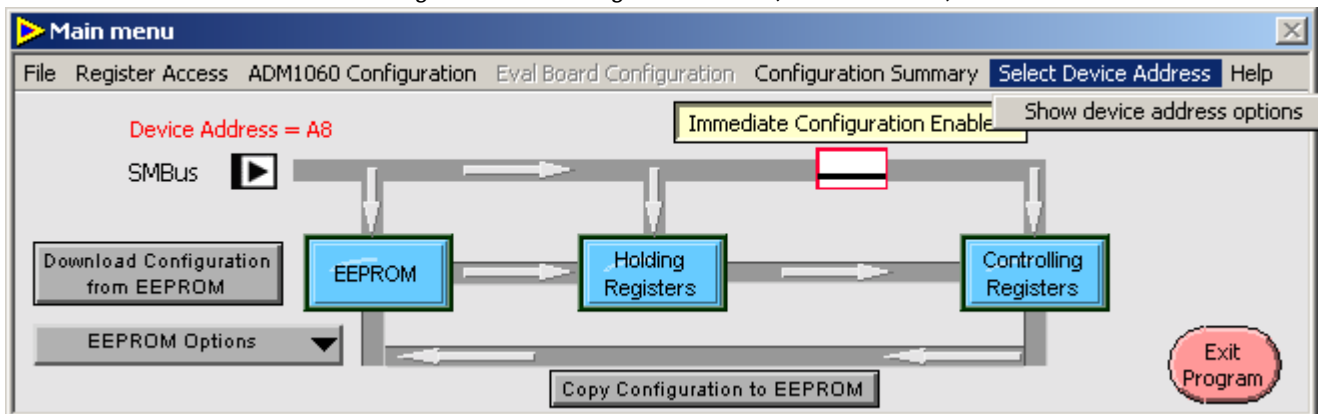 Main menu
File Register Access ADM1060 Configuration Eval Board Configuration Configuration Summary Select Device Address Help
Show device address options
Device Address = A8
Immediate Configuration Enable
SMBus
Download Configuration
from EEPROM
EEPROM
Holding
Registers
Controlling
Registers
EEPROM Options
Copy Configuration to EEPROM
Exit
Program